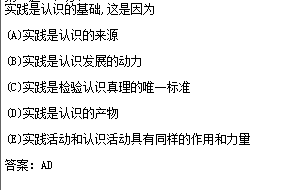 实践是认识的基础,这是因为
(A)实践是认识的来源
(B)实践是认识发展的动力
(C)实践是检验认识真理的唯一标准
(D)实践是认识的产物
(E)实践活动和认识活动具有同样的作用和力量
答案: AD